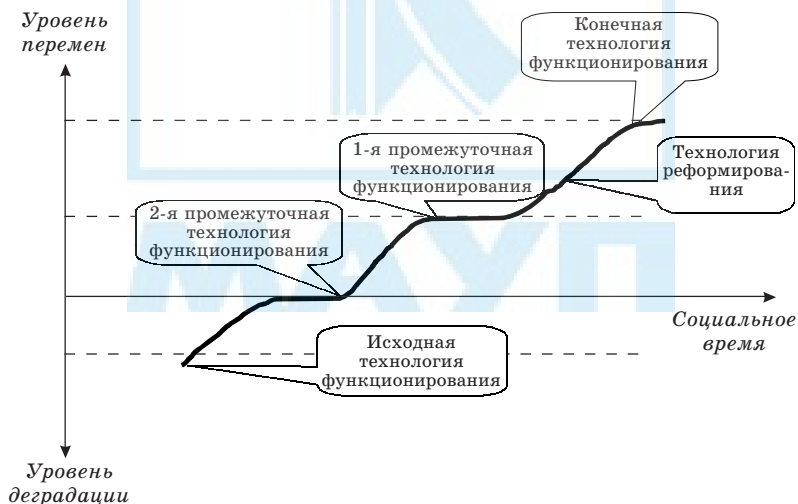 Уровень
перемен
Конечная
технология
функционирования
1-я промежуточная
технология
функционирования
Технология
реформирова-
ния
2-я промежуточная
технология
функционирования
МАУП
Социальное
время
Исходная
технология
функционирования
Уровень
деградации